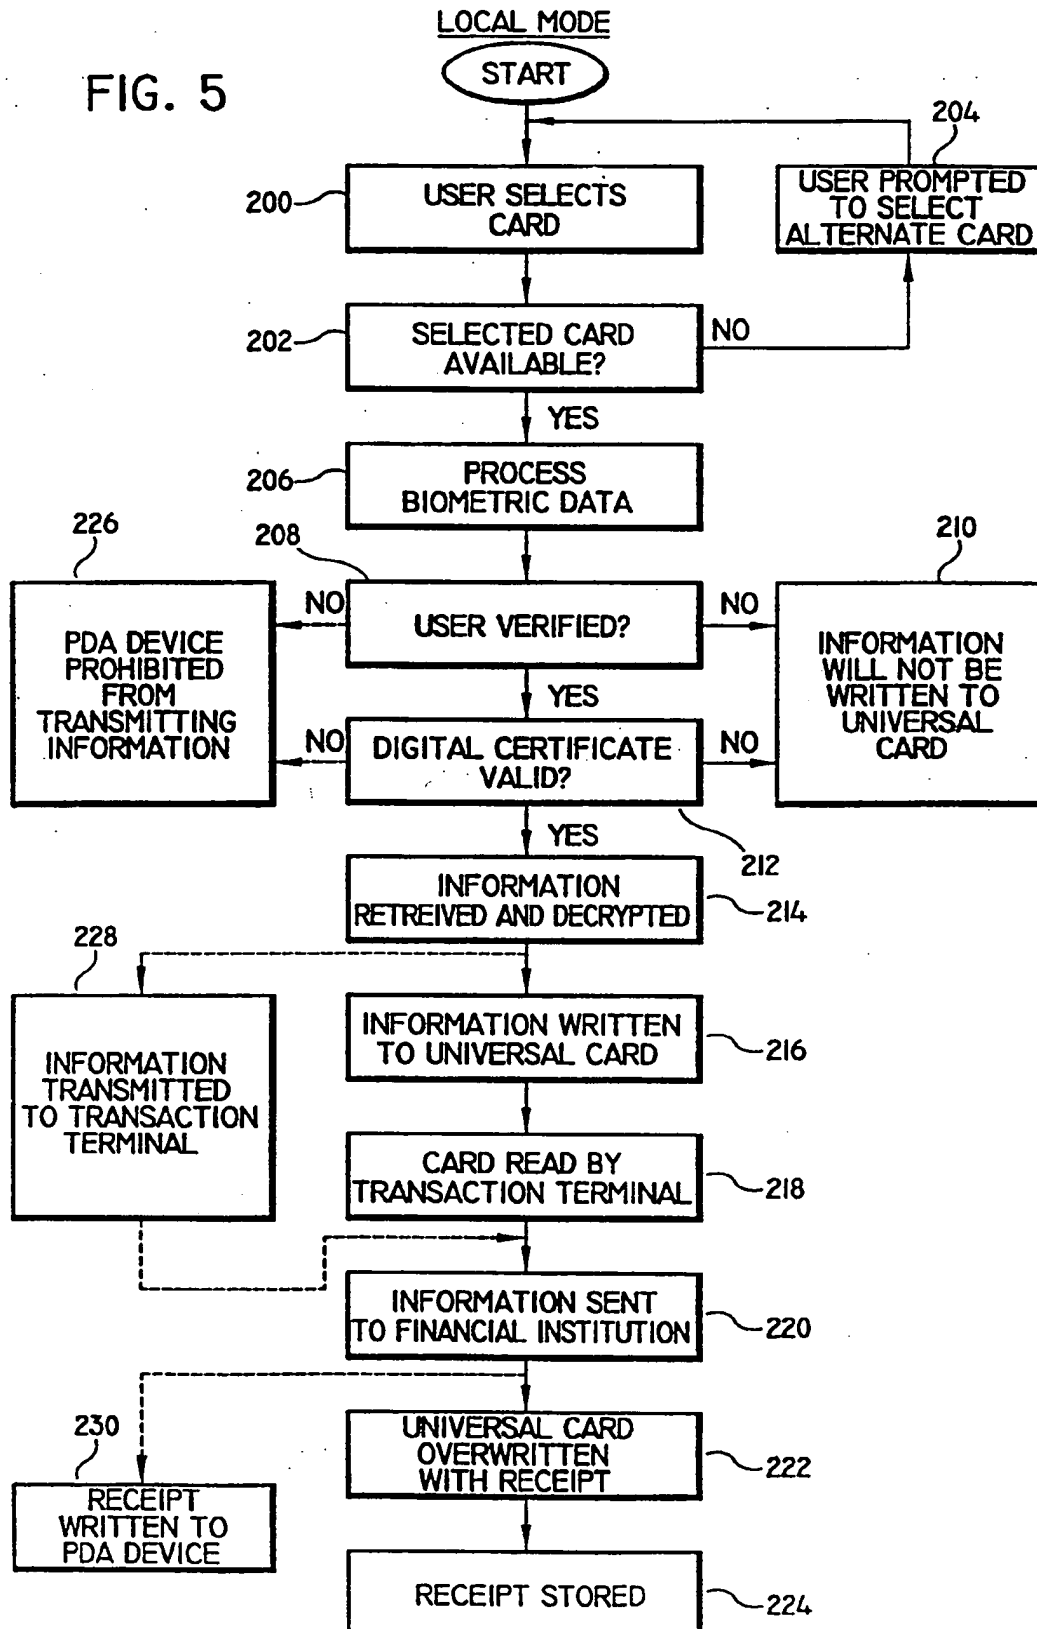 LOCAL MODE
START
FIG. 5
204
200
USER SELECTS
CARD
USER PROMPTED
TO SELECT
ALTERNATE CARD
202
SELECTED CARD
AVAILABLE?
NO
YES
206
PROCESS
BIOMETRIC DATA
226
208
210
PDA DEVICE
PROHIBITED
FROM
TRANSMITTING
INFORMATION
NO
USER VERIFIED?
NO
INFORMATION
WILL NOT BE
WRITTEN TO
UNIVERSAL
CARD
YES
NO
DIGITAL CERTIFICATE
VALID?
NO
YES
212
INFORMATION
RETREIVED AND DECRYPTED
214
228
INFORMATION
TRANSMITTED
TO TRANSACTION
TERMINAL
INFORMATION WRITTEN
TO UNIVERSAL CARD
216
CARD READ BY
TRANSACTION TERMINAL
218
INFORMATION SENT
TO FINANCIAL INSTITUTION
220
230
UNIVERSAL CARD
OVERWRITTEN
WITH RECEIPT
222
RECEIPT
WRITTEN TO
PDA DEVICE
RECEIPT STORED
224